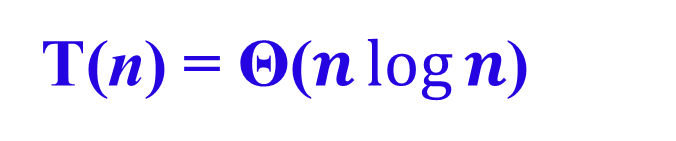 T(n) = Θ(n log n)